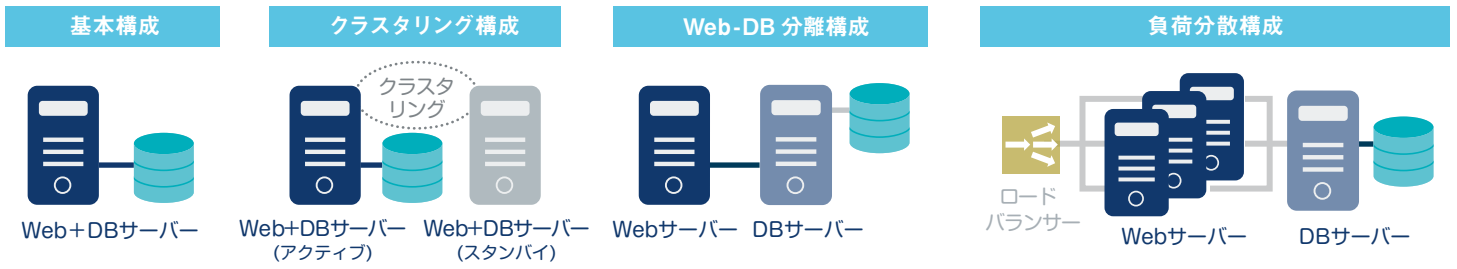 基本構成
Web+DBサーバー
クラスタリング構成
クラスタ
リング
Web+DBサーバー
(アクティブ)
Web+DBサーバー
(スタンバイ)
Web-DB 分離構成
Webサーバー
DBサーバー
負荷分散構成
ロード
バランサー
Webサーバー
DBサーバー